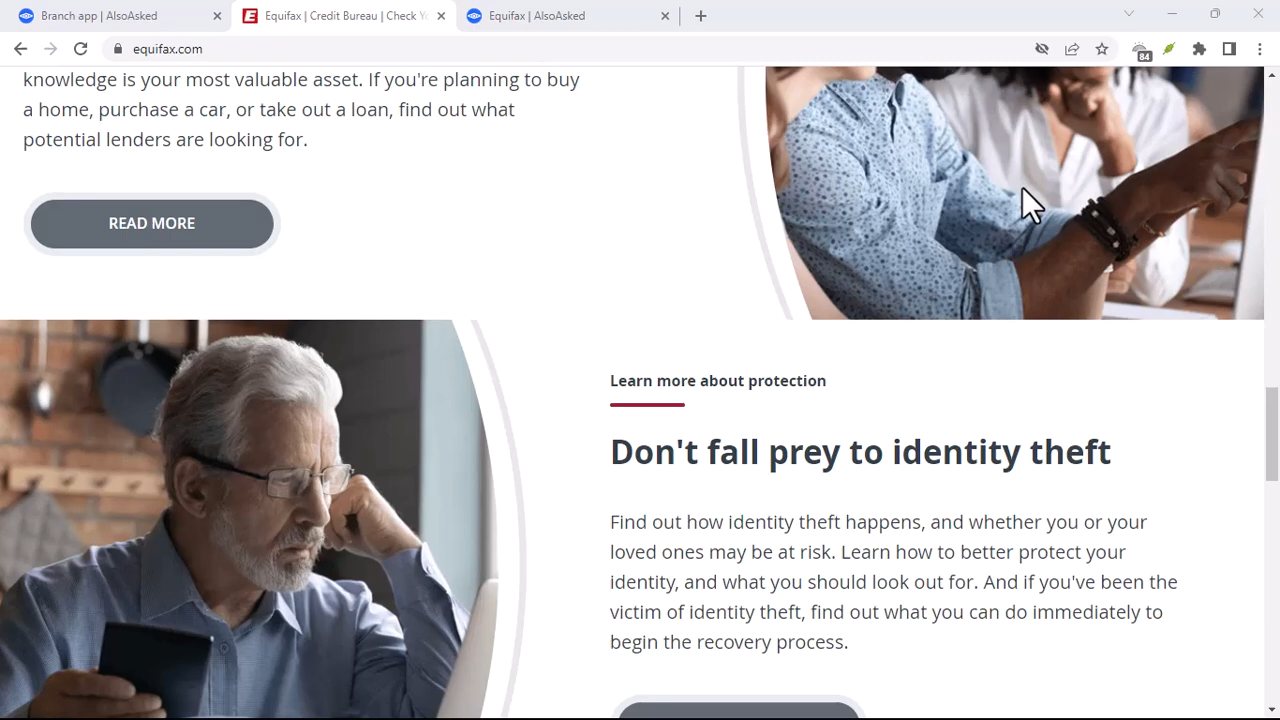 Branch app | AlsoAsked
Equifax | Credit Bureau | Check Y
Equifax | AlsoAsked
equifax.com
84
knowledge is your most valuable asset. If you're planning to buy
a home, purchase a car, or take out a loan, find out what
potential lenders are looking for.
READ MORE
Learn more about protection
Don't fall prey to identity theft
Find out how identity theft happens, and whether you or your
loved ones may be at risk. Learn how to better protect your
identity, and what you should look out for. And if you've been the
victim of identity theft, find out what you can do immediately to
begin the recovery process.